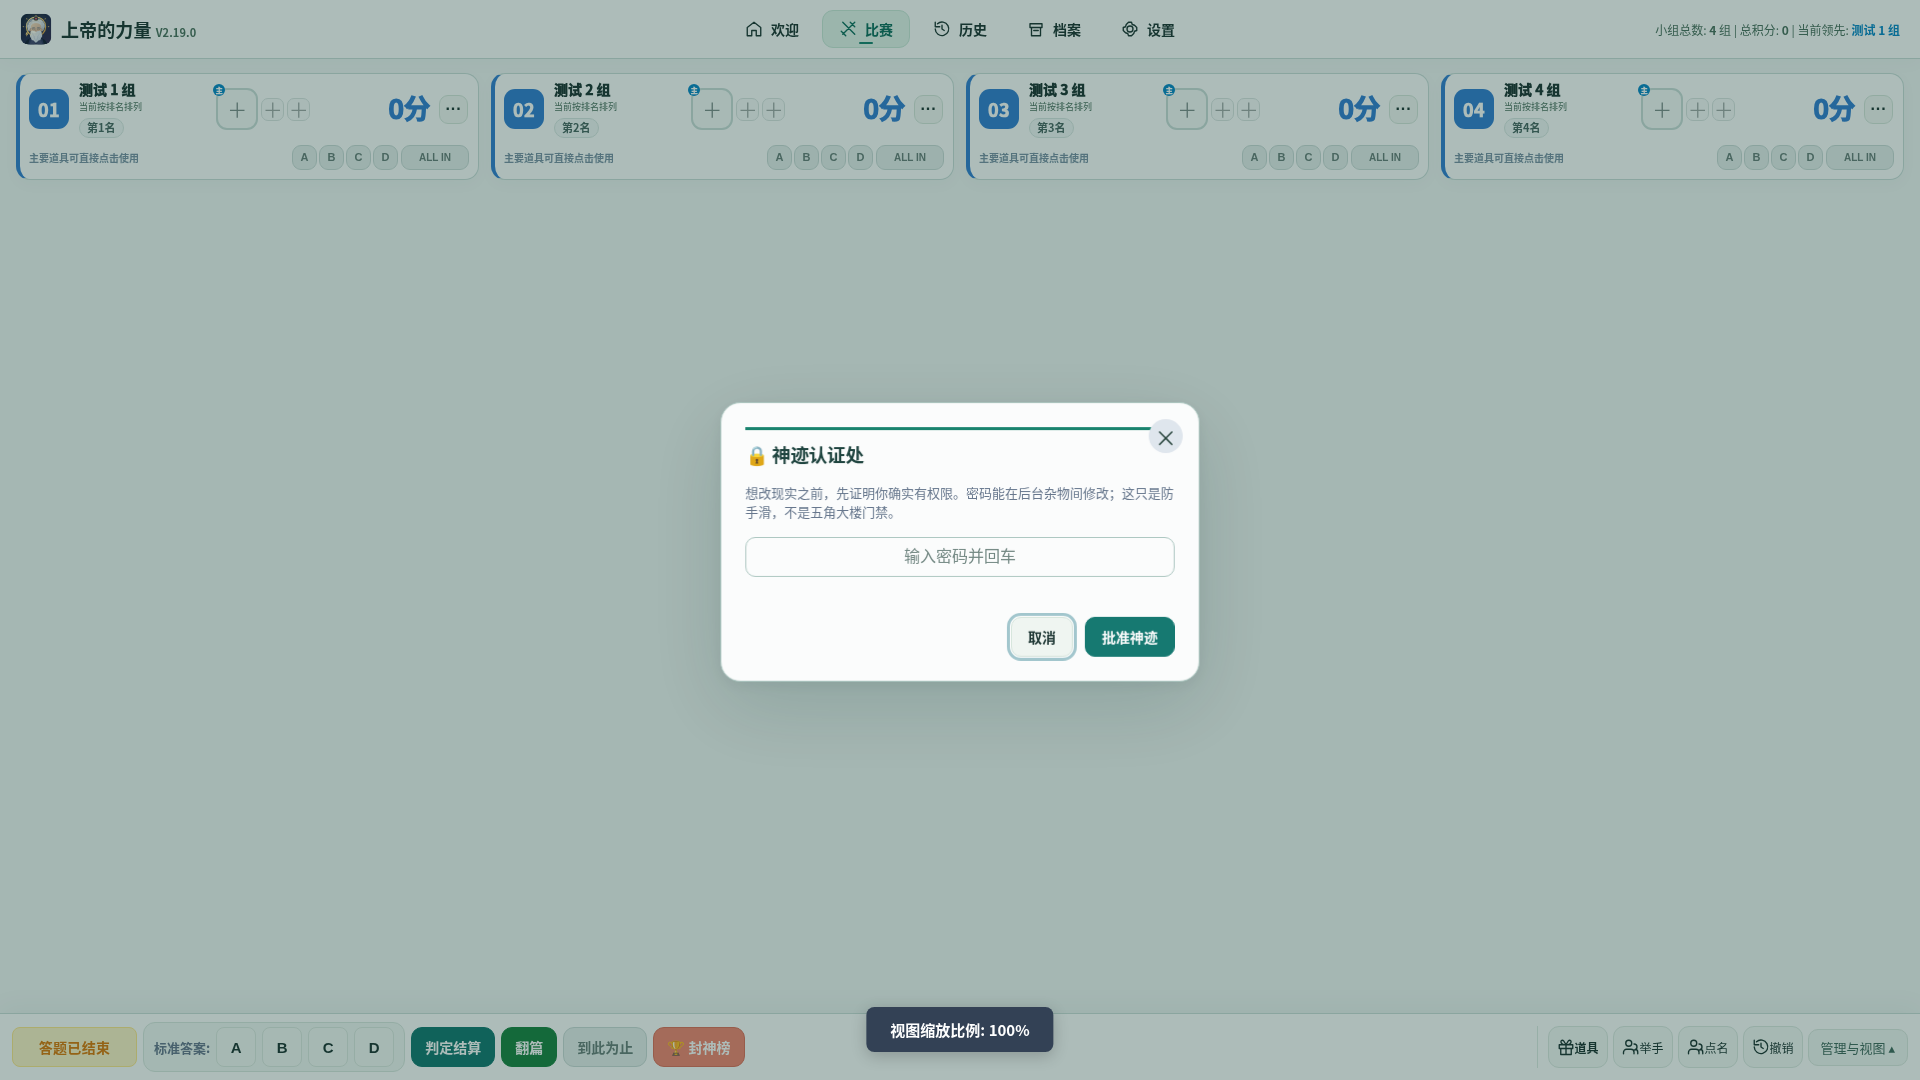 上帝的力量 V2.19.0
欢迎
比赛
历史
档案
设置
小组总数: 4 组 | 总积分: 0 | 当前领先: 测试 1 组
01
测试 1 组
当前按排名排列
第1名
主
0分
主要道具可直接点击使用
A
B
C
D
ALL IN
02
测试 2 组
当前按排名排列
第2名
主
0分
主要道具可直接点击使用
A
B
C
D
ALL IN
03
测试 3 组
当前按排名排列
第3名
主
0分
主要道具可直接点击使用
A
B
C
D
ALL IN
04
测试 4 组
当前按排名排列
第4名
主
0分
主要道具可直接点击使用
A
B
C
D
ALL IN
🔒 神迹认证处
想改现实之前，先证明你确实有权限。密码能在后台杂物间修改；这只是防
手滑，不是五角大楼门禁。
输入密码并回车
取消
批准神迹
视图缩放比例: 100%
答题已结束
标准答案:
A
B
C
D
判定结算
翻篇
到此为止
🏆 封神榜
道具
举手
点名
撤销
管理与视图 ▴